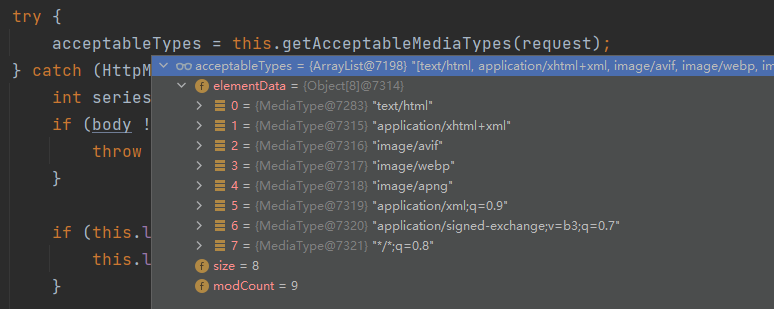 try {
acceptableTypes = this.getAcceptableMediaTypes(request);
} catch (HttpM
acceptableTypes = {ArrayList@7198} "[text/html, application/xhtml+xml, image/avif, image/webp, im
int series
elementData = {Object[8]@7314}
if (body !
0 = {MediaType@7283} "text/html"
1 = {MediaType@7315} "application/xhtml+xml"
throw
2 = {MediaType@7316} "image/avif"
3 = {MediaType@7317} "image/webp"
}
4 = {MediaType@7318} "image/apng"
5 = {MediaType@7319} "application/xml;q=0.9"
6 = {MediaType@7320} "application/signed-exchange;v=b3;q=0.7"
if (this.l
7 = {MediaType@7321} "*/*;q=0.8"
this.l
size = 8
}
modCount = 9